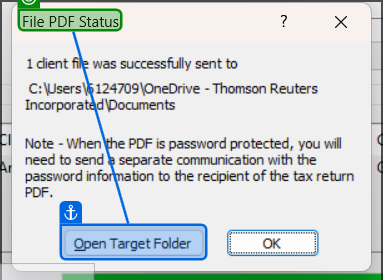 File PDF Status
?
1 client file was successfully sent to
C:\Users\6124709\OneDrive - Thomson Reuters
Incorporated\Documents
Note - When the PDF is password protected, you will
need to send a separate communication with the
password information to the recipient of the tax return
PDF.
Open Target Folder
OK